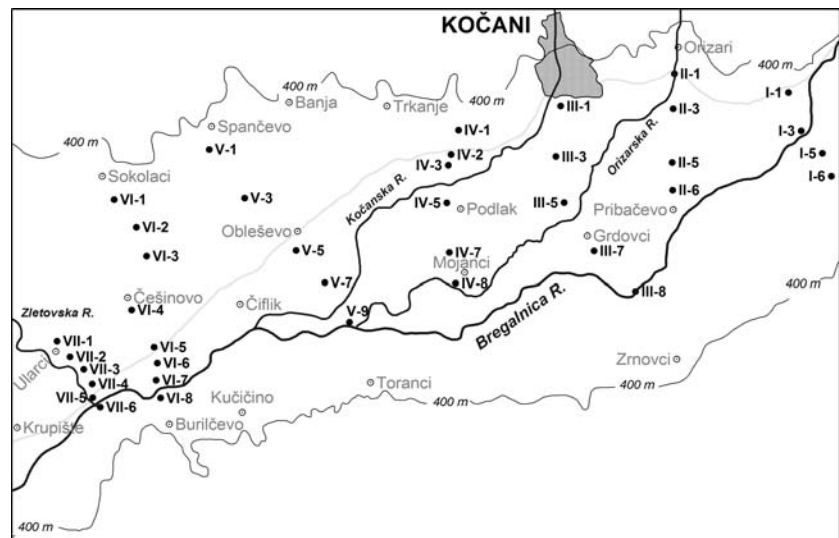 KOČANI
Orizari
400 m
400 m
II-1
I-1
Banja
Trkanje
III-1
II-3
Spančevo
IV-1
Orizarska R.
I-3
400 m
V-1
IV-2
III-3
I-5
IV-3
II-5
Sokolaci
Kočanska R.
I-6
II-6
VI-1
V-3
IV-5
III-5
Podlak
Pribačevo
VI-2
Obleševo
Grdovci
V-5
IV-7
III-7
VI-3
Mojanci
V-7
IV-8
III-8
400 m
Češinovo
Čiflik
VI-4
Bregalnica R.
Zletovska R.
V-9
VII-1
VI-5
Ularci
VII-2
VI-6
Zrnovci
VII-3
VI-7
Toranci
VII-4
400 m
VII-5
VI-8
Kučičino
400 m
VII-6
Krupište
Burilčevo
400 m